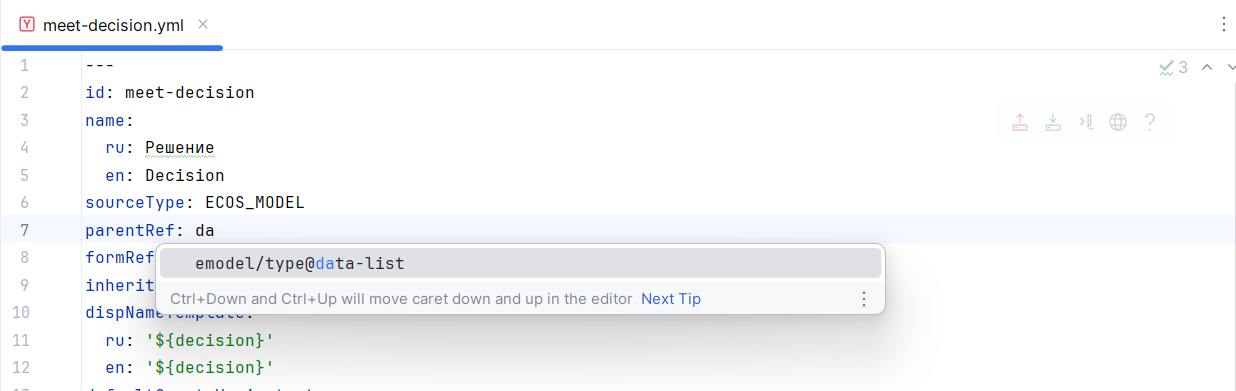 meet-decision.yml
1 ---
3
2 id: meet-decision
3 name:
4 ru: Решение
5 en: Decision
6 sourceType: ECOS_MODEL
7 parentRef: da
8 formRef
emodel/type@data-list
9 inherit
Ctrl+Down and Ctrl+Up will move caret down and up in the editor Next Tip
10 dispNameTemplate:
11 ru: '${decision}'
12 en: '${decision}'